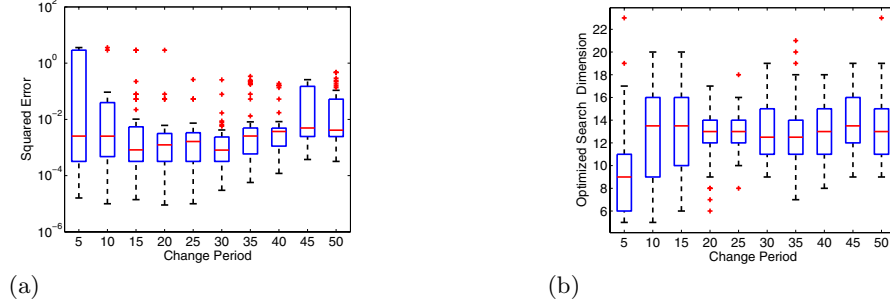 10^2
10^0
10^−2
10^−4
10^−6
Squared Error
5 10 15 20 25 30 35 40 45 50
Change Period
(a)
22
20
18
16
14
12
10
8
6
Optimized Search Dimension
5 10 15 20 25 30 35 40 45 50
Change Period
(b)